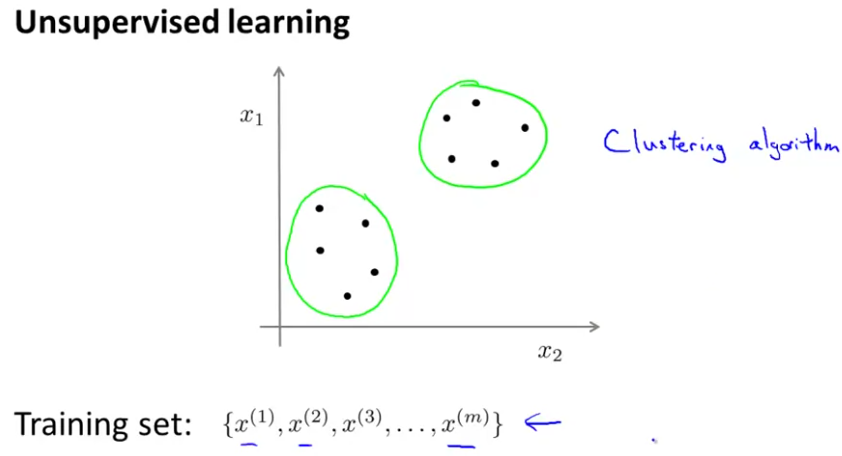 Unsupervised learning
x₁
Clustering algorithm
x₂
Training set: {x⁽¹⁾, x⁽²⁾, x⁽³⁾, . . . , x⁽ᵐ⁾} ←